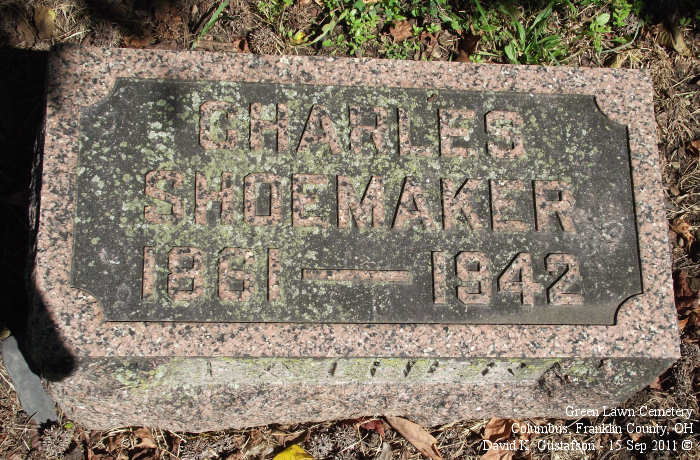 CHARLES
SHOEMAKER
1861 — 1942
Green Lawn Cemetery
Columbus, Franklin County, OH
David K. Gustafson - 15 Sep 2011 ©